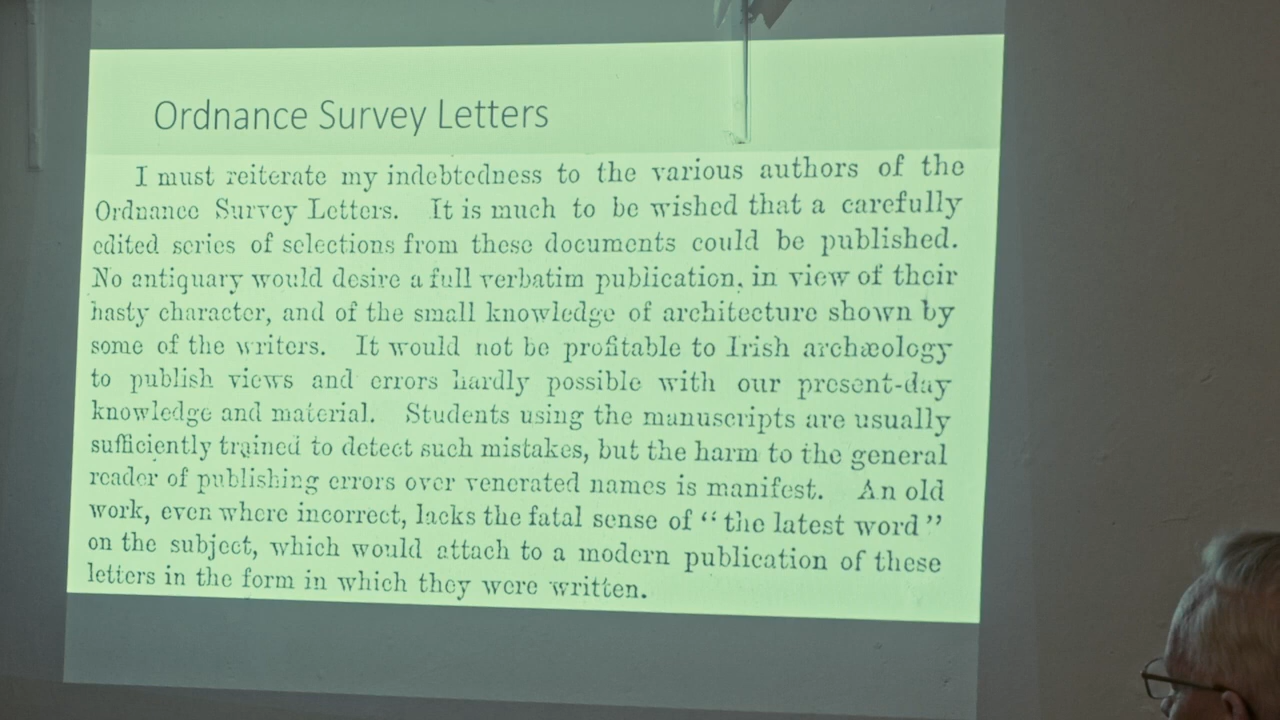 Ordnance Survey Letters
I must reiterate my indebtedness to the various authors of the
Ordnance Survey Letters. It is much to be wished that a carefully
edited series of selections from these documents could be published.
No antiquary would desire a full verbatim publication, in view of their
hasty character, and of the small knowledge of architecture shown by
some of the writers. It would not be profitable to Irish archæology
to publish views and errors hardly possible with our present-day
knowledge and material. Students using the manuscripts are usually
sufficiently trained to detect such mistakes, but the harm to the general
reader of publishing errors over venerated names is manifest. An old
work, even where incorrect, lacks the fatal sense of “the latest word”
on the subject, which would attach to a modern publication of these
letters in the form in which they were written.